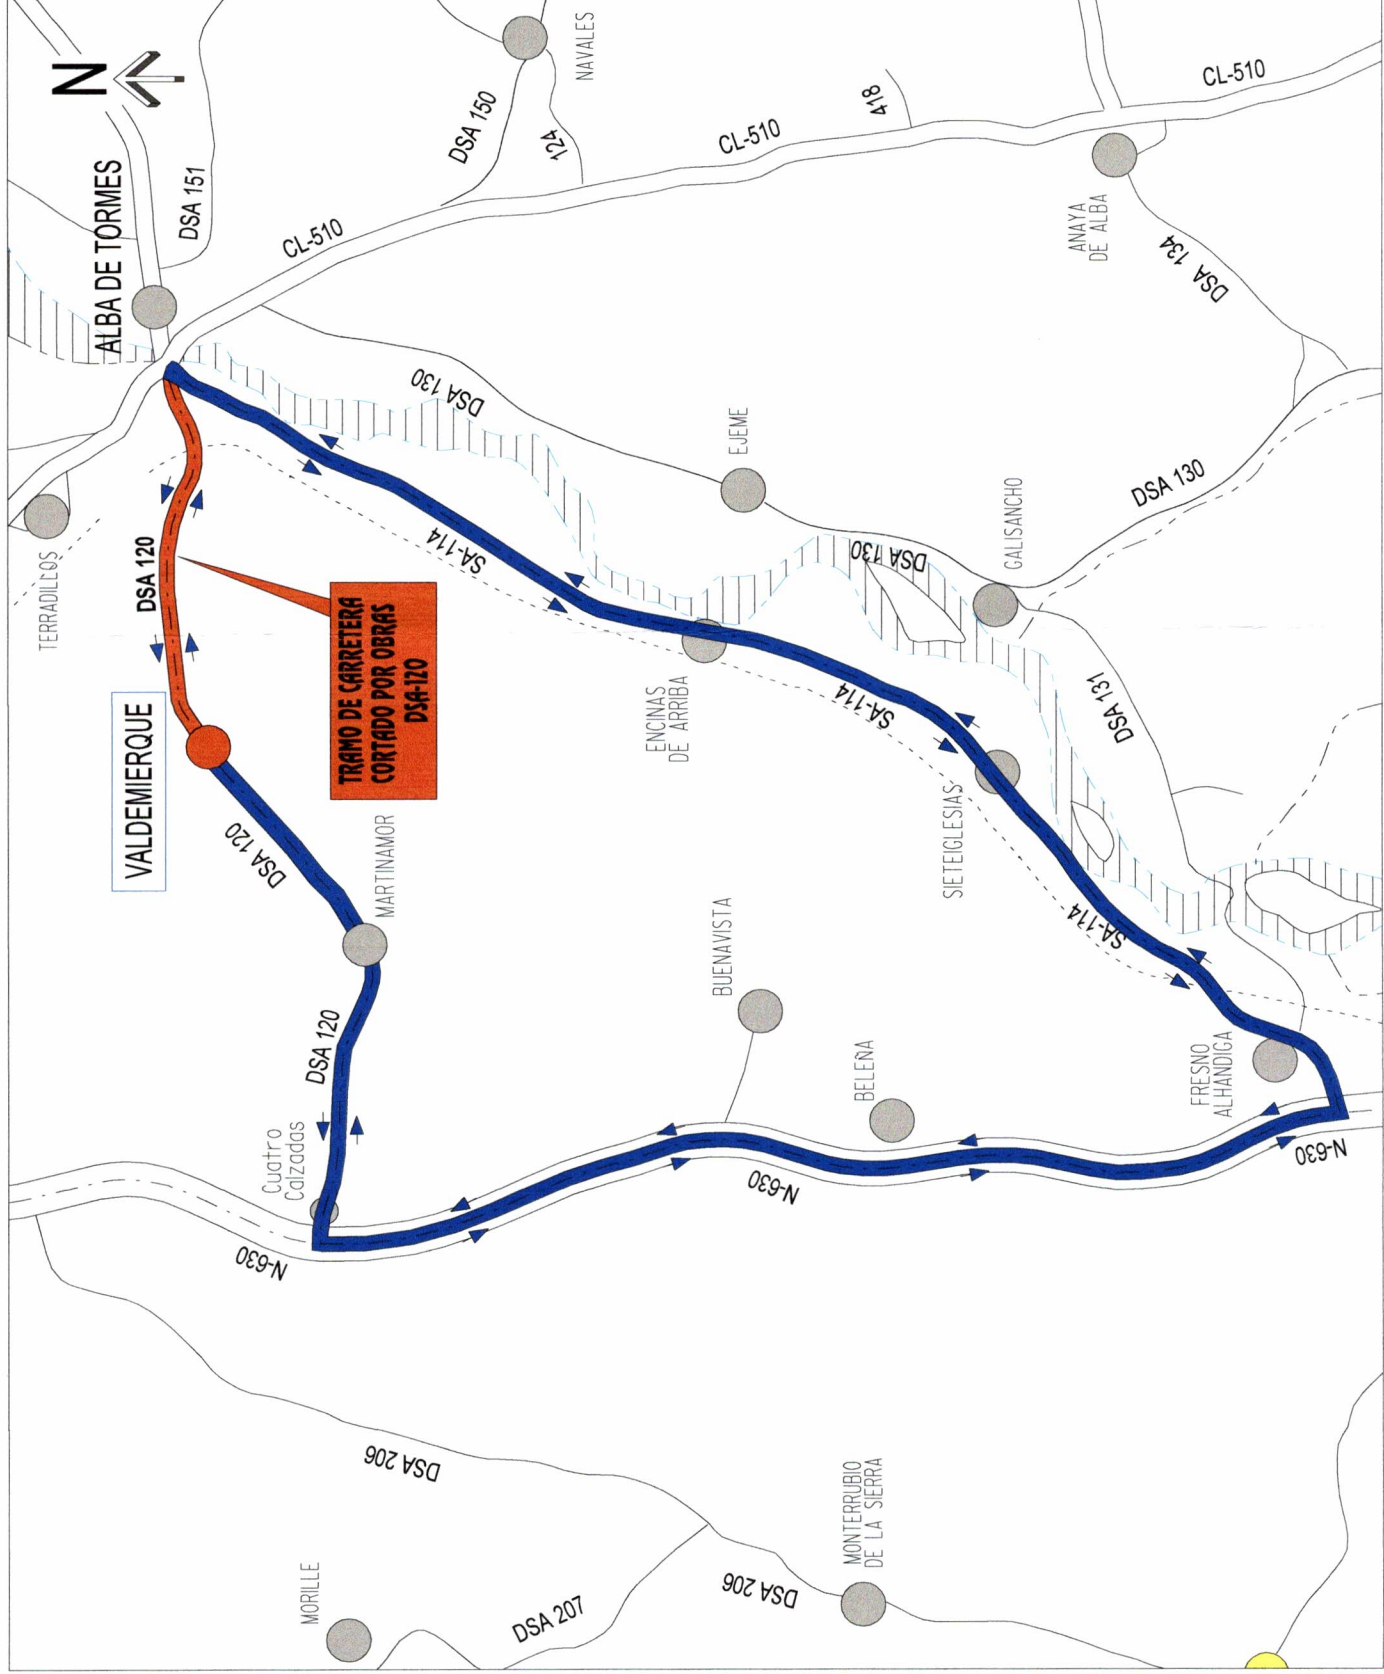 N
TERRADILLOS
ALBA DE TORMES
VALDEMIERQUE
DSA 120
DSA 151
DSA 120
N-630
Cuatro
Calzadas
DSA 120
MORILLE
CL-510
TRAMO DE CARRETERA
CORTADO POR OBRAS
DSA-120
MARTINAMOR
DSA 206
DSA 130
SA-114
DSA 150
DSA 207
124
NAVALES
ENCINAS
DE ARRIBA
BUENAVISTA
EJEME
CL-510
DSA 206
N-630
MONTERRUBIO
DE LA SIERRA
BELEÑA
SA-114
DSA 130
418
SIETEIGLESIAS
GALISANCHO
SA-114
DSA 131
ANAYA
DE ALBA
DSA 130
DSA 134
FRESNO
ALHANDIGA
CL-510
N-630